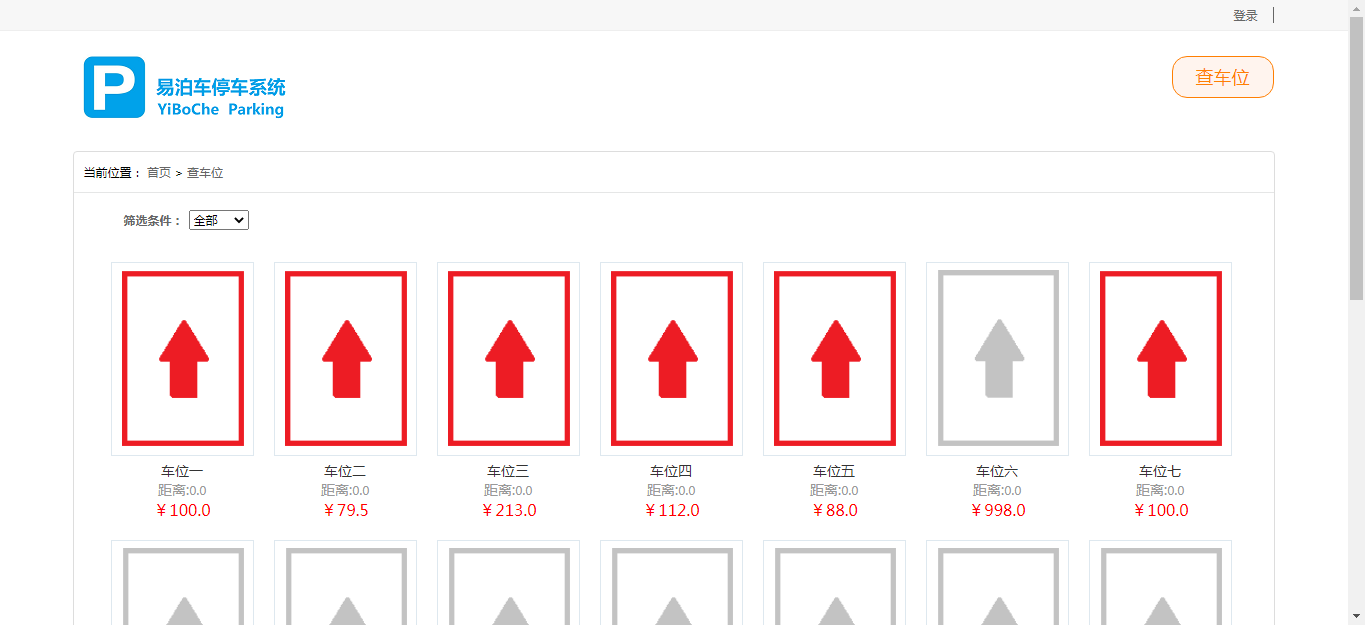 登录
P
易泊车停车系统
YiBoChe Parking
查车位
当前位置： 首页 > 查车位
筛选条件： 全部
车位一 车位二 车位三 车位四 车位五 车位六 车位七
距离:0.0 距离:0.0 距离:0.0 距离:0.0 距离:0.0 距离:0.0 距离:0.0
￥100.0 ￥79.5 ￥213.0 ￥112.0 ￥88.0 ￥998.0 ￥100.0